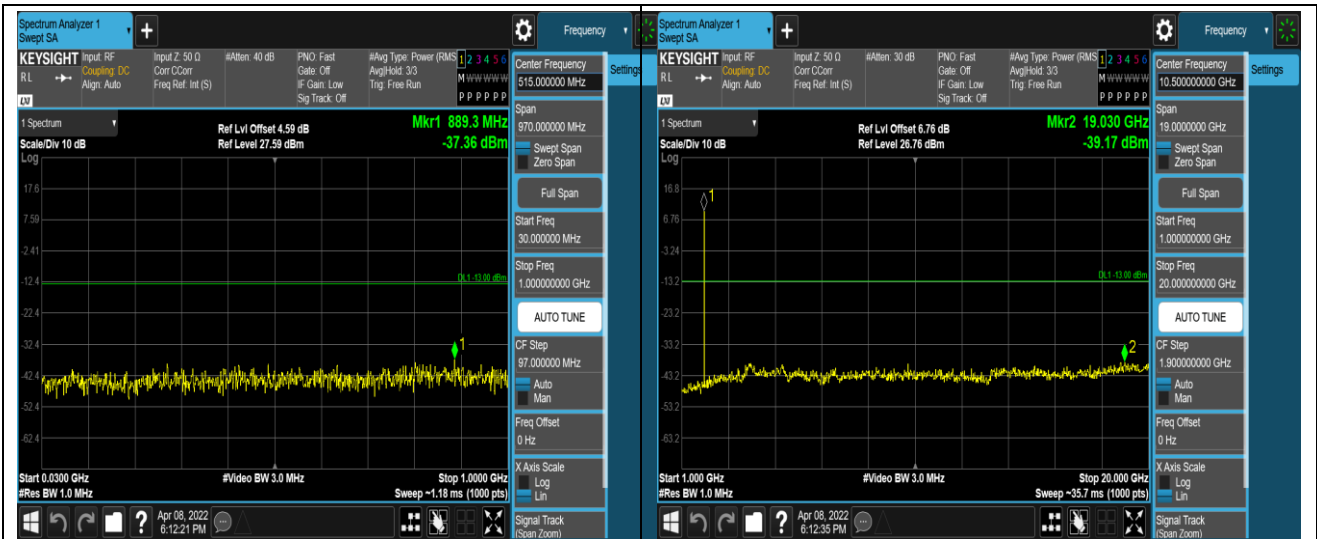 Spectrum Analyzer 1
Swept SA
+
Frequency
KEYSIGHT
Input: RF
Coupling: DC
Align: Auto
Input Z: 50 Ω
Corr CCorr
Freq Ref: Int (S)
#Atten: 40 dB
PNO: Fast
Gate: Off
IF Gain: Low
Sig Track: Off
#Avg Type: Power (RMS
Avg|Hold: 3/3
Trig: Free Run
1 2 3 4 5 6
M W W W W W
P P P P P P
R L
LXI
Center Frequency
515.000000 MHz
Settings
Span
970.000000 MHz
Swept Span
Zero Span
Full Span
Start Freq
30.000000 MHz
Stop Freq
1.000000000 GHz
AUTO TUNE
CF Step
97.000000 MHz
Auto
Man
Freq Offset
0 Hz
X Axis Scale
Log
Lin
Signal Track
(Span Zoom)
1 Spectrum
Scale/Div 10 dB
Log
Ref Lvl Offset 4.59 dB
Ref Level 27.59 dBm
Mkr1 889.3 MHz
-37.36 dBm
17.6
7.59
-2.41
-12.4
-22.4
-32.4
-42.4
-52.4
-62.4
DL1 -13.00 dBm
1
Start 0.0300 GHz
#Res BW 1.0 MHz
#Video BW 3.0 MHz
Stop 1.0000 GHz
Sweep ~1.18 ms (1000 pts)
?
Apr 08, 2022
6:12:21 PM
Spectrum Analyzer 1
Swept SA
+
Frequency
KEYSIGHT
Input: RF
Coupling: DC
Align: Auto
Input Z: 50 Ω
Corr CCorr
Freq Ref: Int (S)
#Atten: 30 dB
PNO: Fast
Gate: Off
IF Gain: Low
Sig Track: Off
#Avg Type: Power (RMS
Avg|Hold: 3/3
Trig: Free Run
1 2 3 4 5 6
M W W W W W
P P P P P P
R L
LXI
Center Frequency
10.500000000 GHz
Settings
Span
19.0000000 GHz
Swept Span
Zero Span
Full Span
Start Freq
1.000000000 GHz
Stop Freq
20.000000000 GHz
AUTO TUNE
CF Step
1.900000000 GHz
Auto
Man
Freq Offset
0 Hz
X Axis Scale
Log
Lin
Signal Track
(Span Zoom)
1 Spectrum
Scale/Div 10 dB
Log
Ref Lvl Offset 6.76 dB
Ref Level 26.76 dBm
Mkr2 19.030 GHz
-39.17 dBm
16.8
6.76
-3.24
-13.2
-23.2
-33.2
-43.2
-53.2
-63.2
1
DL1 -13.00 dBm
2
Start 1.000 GHz
#Res BW 1.0 MHz
#Video BW 3.0 MHz
Stop 20.000 GHz
Sweep ~35.7 ms (1000 pts)
?
Apr 08, 2022
6:12:35 PM